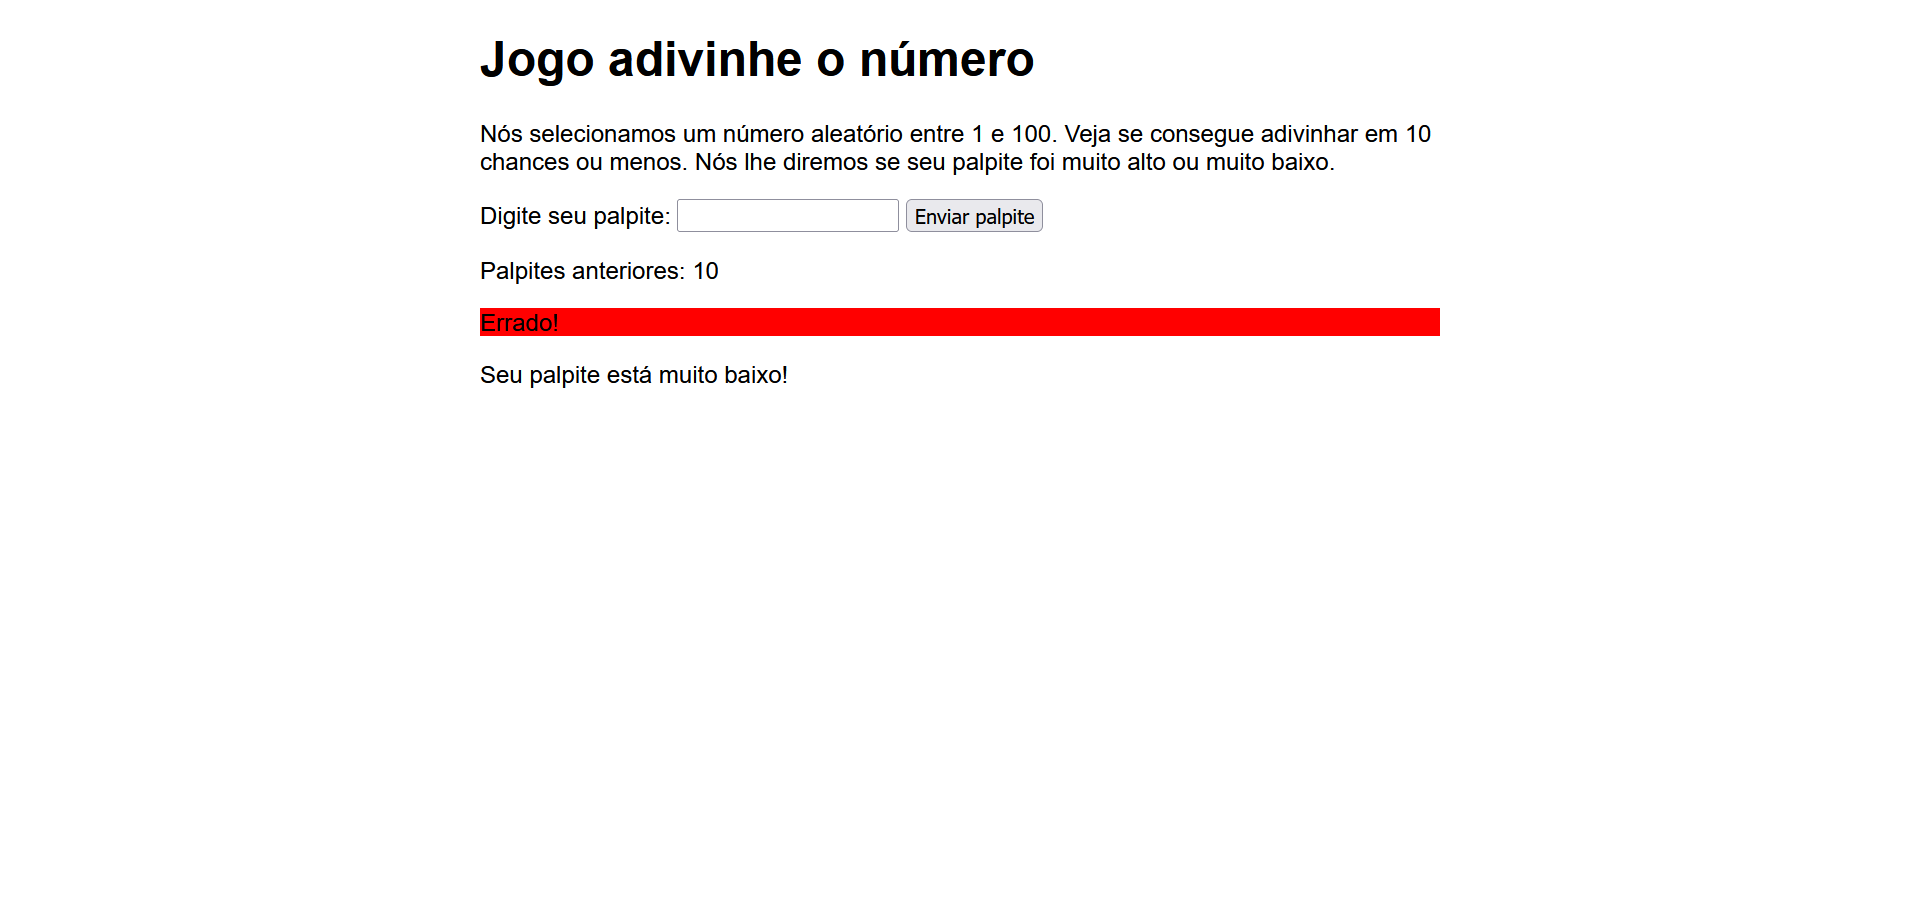 Jogo adivinhe o número
Nós selecionamos um número aleatório entre 1 e 100. Veja se consegue adivinhar em 10
chances ou menos. Nós lhe diremos se seu palpite foi muito alto ou muito baixo.
Digite seu palpite: Enviar palpite
Palpites anteriores: 10
Errado!
Seu palpite está muito baixo!